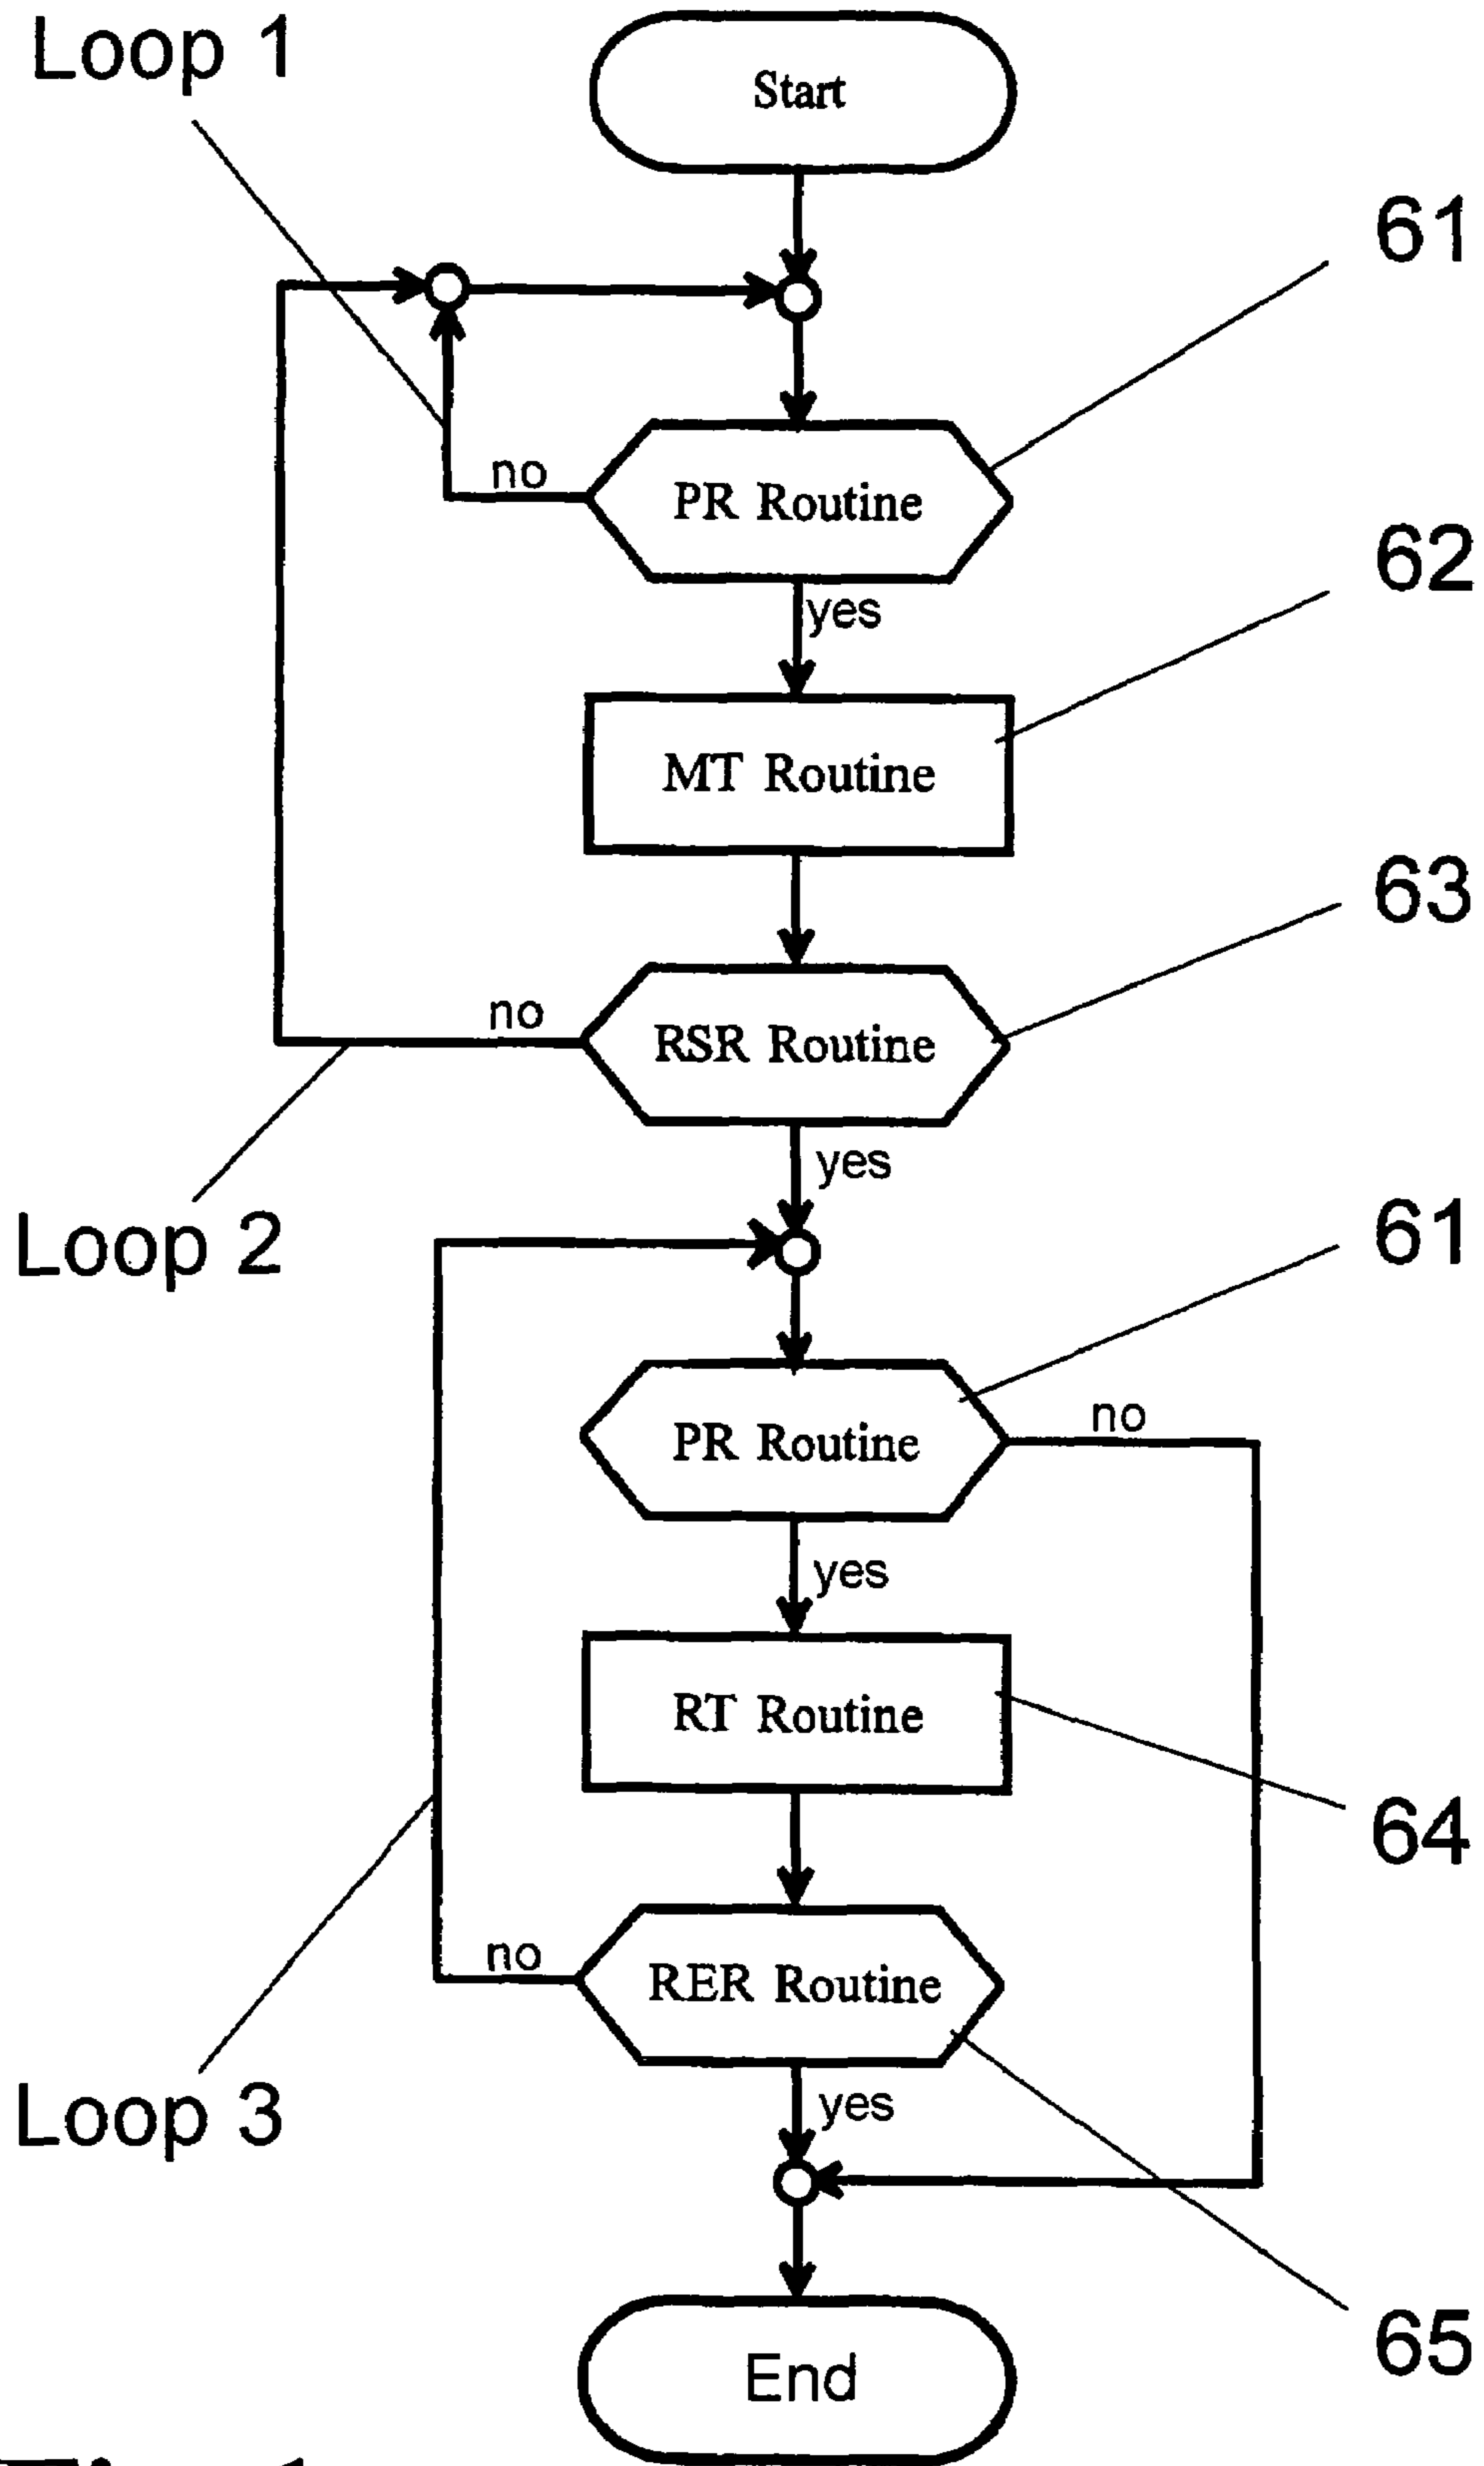 Loop 1
Start
61
no
PR Routine
yes
62
MT Routine
63
no
RSR Routine
yes
Loop 2
61
PR Routine
no
yes
RT Routine
64
no
RER Routine
yes
Loop 3
65
End